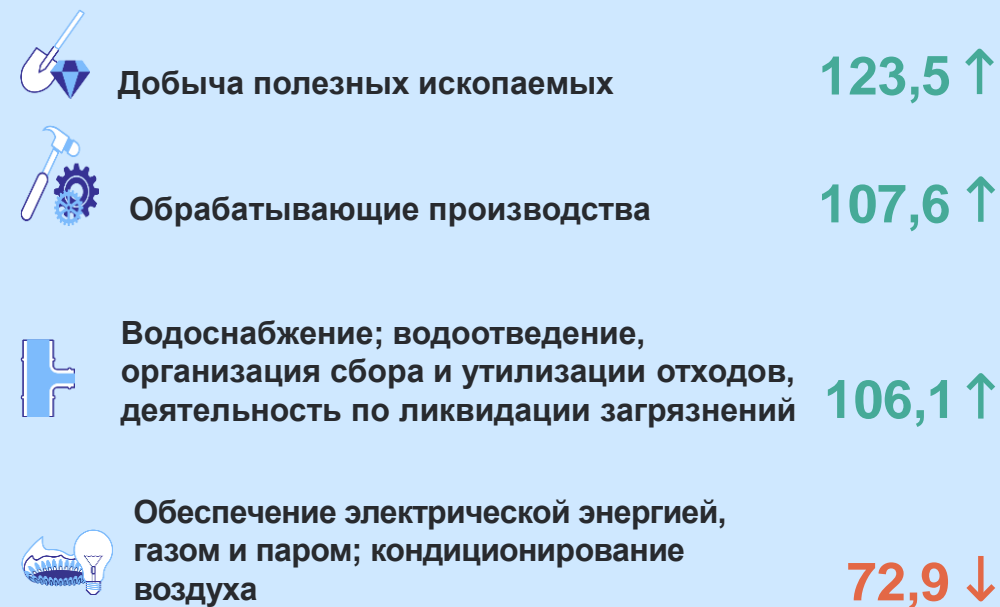 Добыча полезных ископаемых 123,5 ↑
Обрабатывающие производства 107,6 ↑
Водоснабжение; водоотведение,
организация сбора и утилизации отходов,
деятельность по ликвидации загрязнений 106,1 ↑
Обеспечение электрической энергией,
газом и паром; кондиционирование
воздуха 72,9 ↓